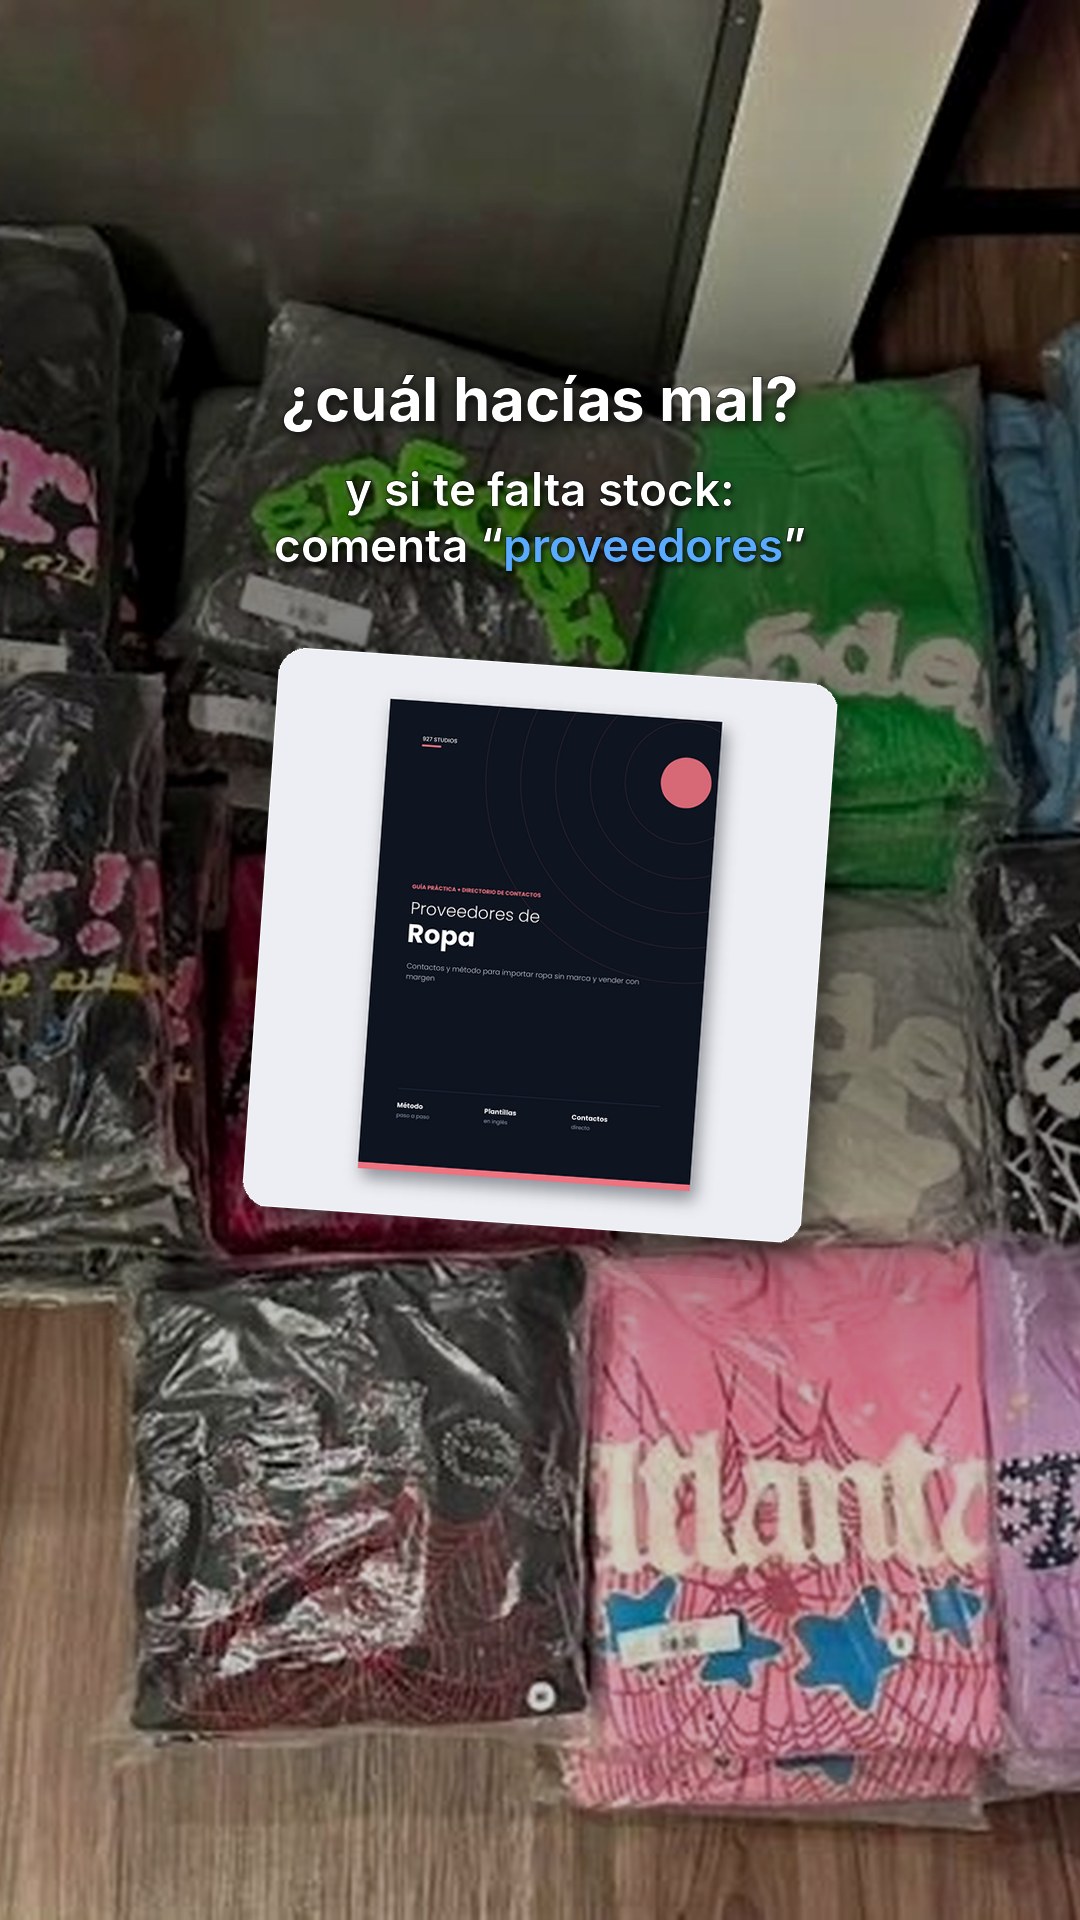 ¿cuál hacías mal?
y si te falta stock:
comenta “proveedores”
927 STUDIOS
GUÍA PRÁCTICA + DIRECTORIO DE CONTACTOS
Proveedores de
Ropa
Contactos y método para importar ropa sin marca y vender con
margen
Método
paso a paso
Plantillas
en inglés
Contactos
directo
Atlanta